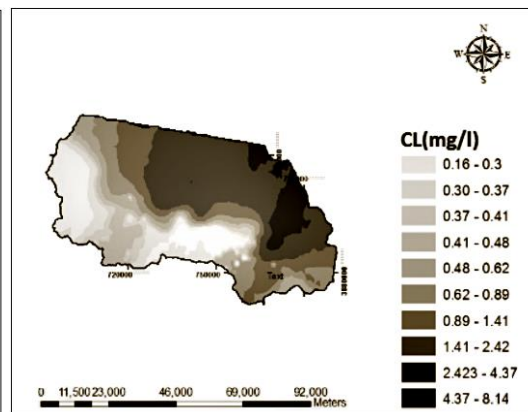 N
W E
S
CL(mg/l)
0.16 - 0.3
0.30 - 0.37
0.37 - 0.41
0.41 - 0.48
0.48 - 0.62
0.62 - 0.89
0.89 - 1.41
1.41 - 2.42
2.423 - 4.37
4.37 - 8.14
720000 750000 Text
0 11,500 23,000 46,000 69,000 92,000
Meters